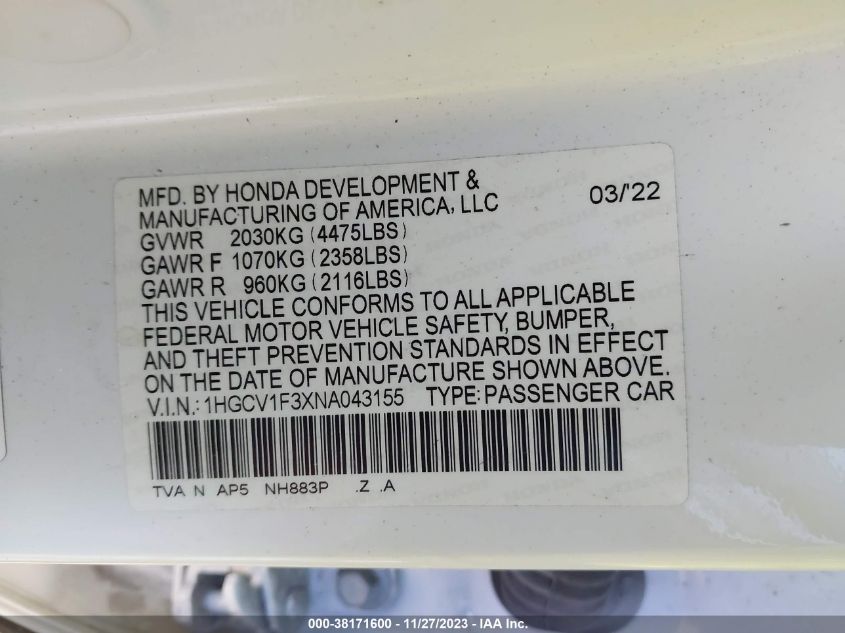 MFD. BY HONDA DEVELOPMENT &
MANUFACTURING OF AMERICA, LLC 03/'22
GVWR 2030KG (4475LBS)
GAWR F 1070KG (2358LBS)
GAWR R 960KG (2116LBS)
THIS VEHICLE CONFORMS TO ALL APPLICABLE
FEDERAL MOTOR VEHICLE SAFETY, BUMPER,
AND THEFT PREVENTION STANDARDS IN EFFECT
ON THE DATE OF MANUFACTURE SHOWN ABOVE.
V.I.N.: 1HGCV1F3XNA043155 TYPE: PASSENGER CAR
TVA N AP5 NH883P .Z .A
000-38171600 - 11/27/2023 - IAA Inc.